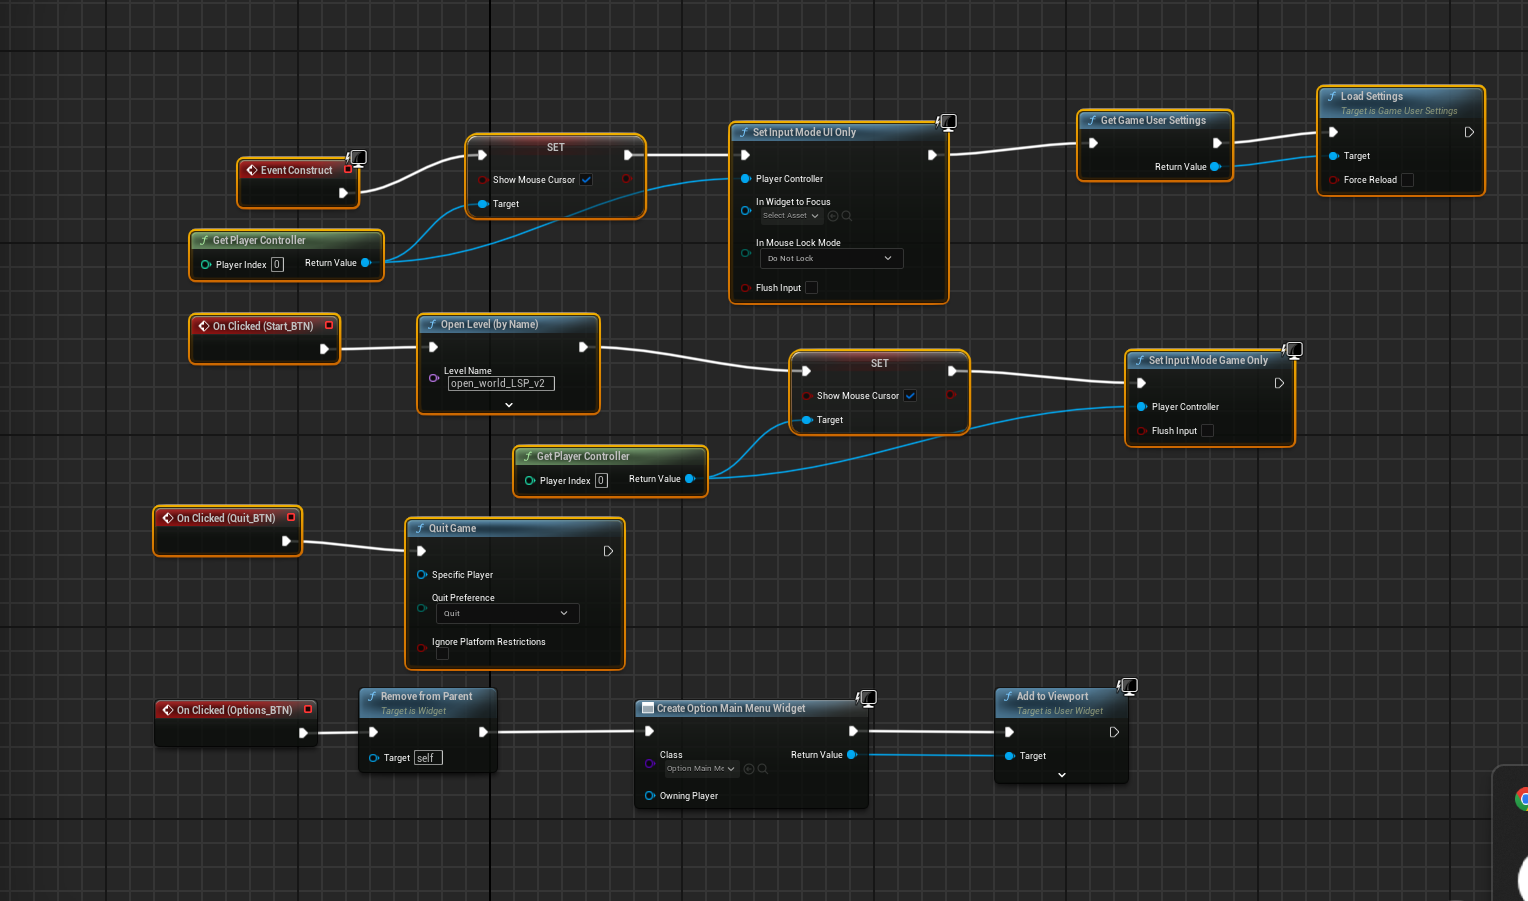 Event Construct
SET
Show Mouse Cursor
Target
Set Input Mode UI Only
Player Controller
In Widget to Focus
Select Asset
In Mouse Lock Mode
Do Not Lock
Flush Input
Get Game User Settings
Return Value
Load Settings
Target is Game User Settings
Target
Force Reload
Get Player Controller
Player Index 0
Return Value
On Clicked (Start_BTN)
Open Level (by Name)
Level Name
open_world_LSP_v2
SET
Show Mouse Cursor
Target
Set Input Mode Game Only
Player Controller
Flush Input
Get Player Controller
Player Index 0
Return Value
On Clicked (Quit_BTN)
Quit Game
Specific Player
Quit Preference
Quit
Ignore Platform Restrictions
On Clicked (Options_BTN)
Remove from Parent
Target is Widget
Target self
Create Option Main Menu Widget
Class
Option Main Me
Return Value
Owning Player
Add to Viewport
Target is User Widget
Target